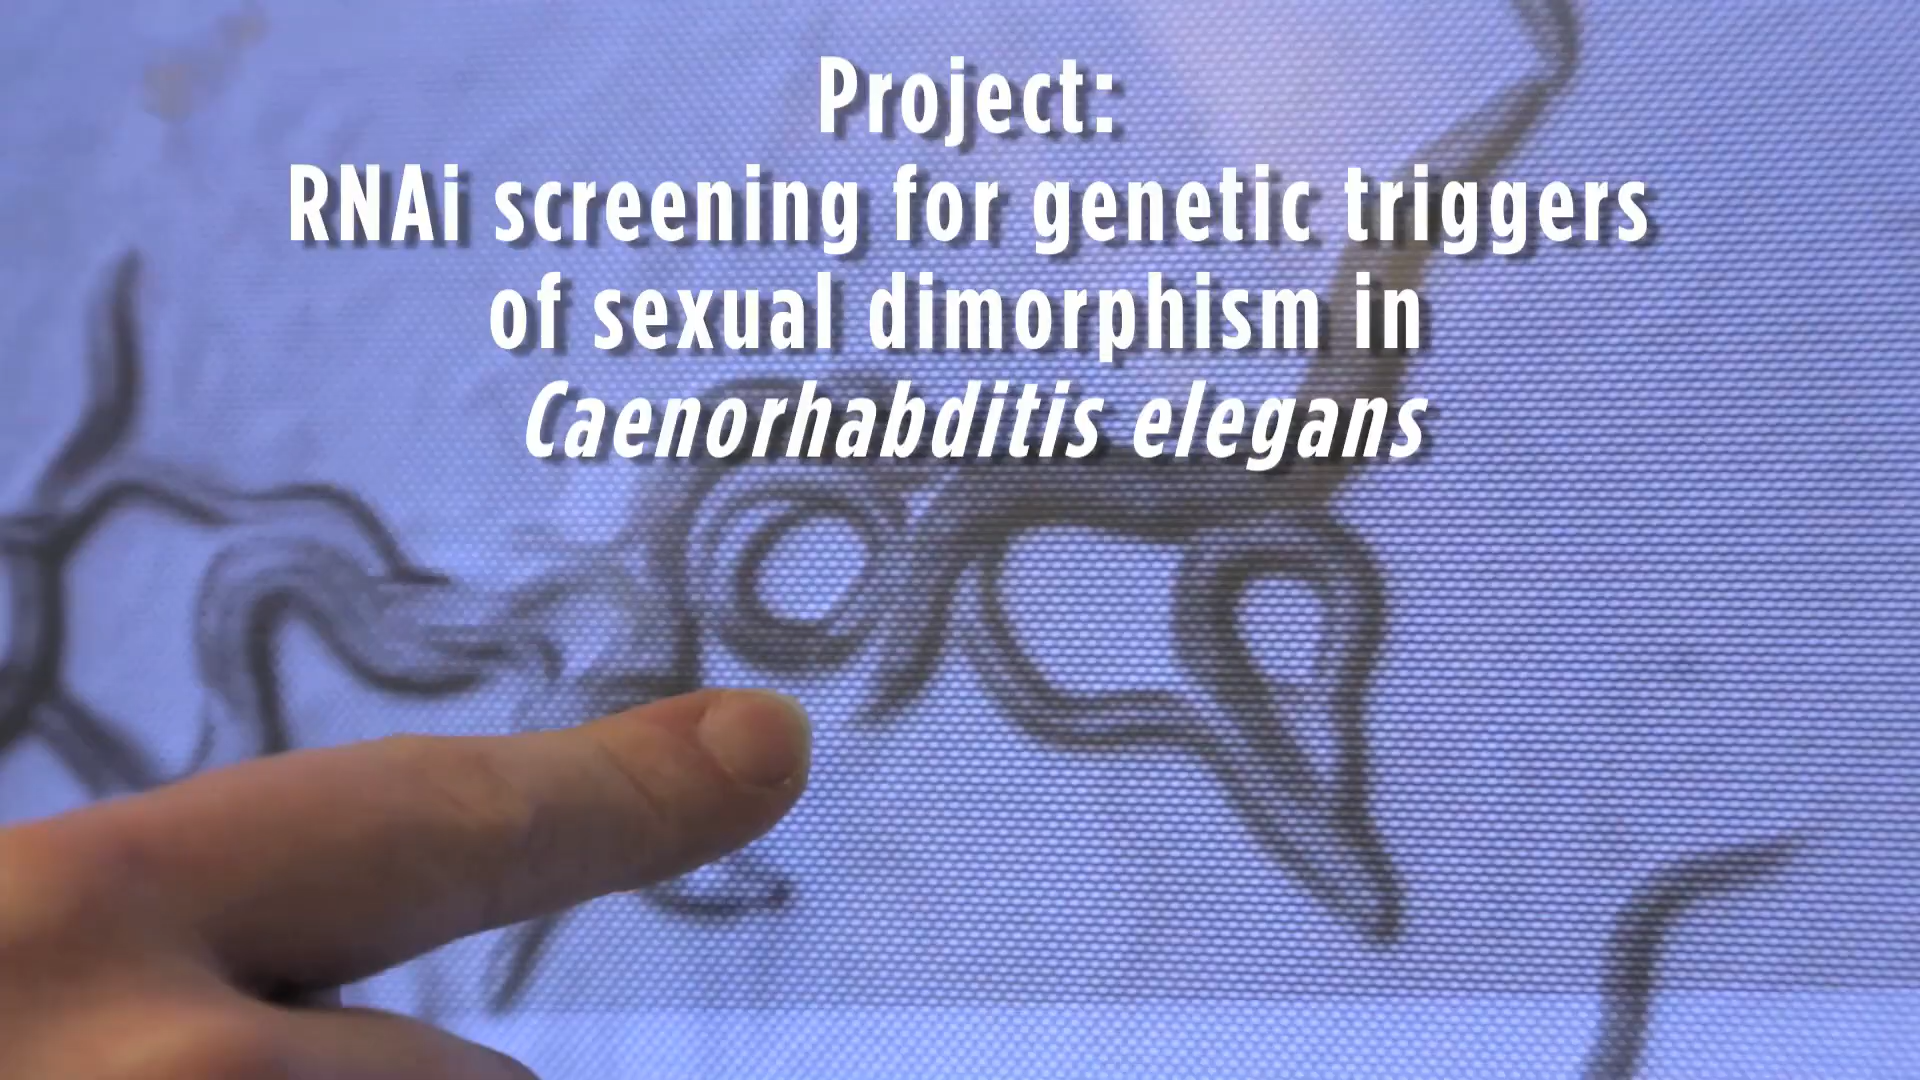 Project:
RNAi screening for genetic triggers
of sexual dimorphism in
Caenorhabditis elegans